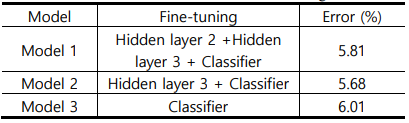 Model Fine-tuning Error (%)
Model 1 Hidden layer 2 +Hidden layer 3 + Classifier 5.81
Model 2 Hidden layer 3 + Classifier 5.68
Model 3 Classifier 6.01